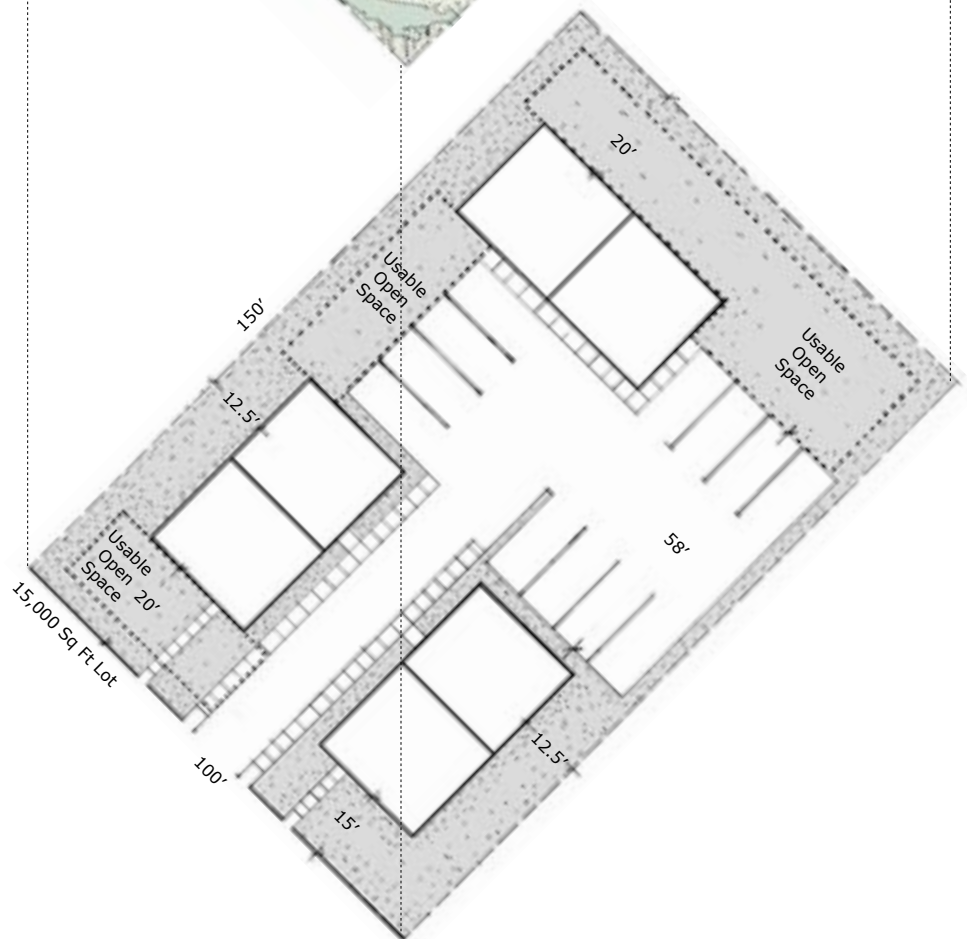 20′
Usable
Open
Space
150′
Usable
Open
Space
12.5′
58′
Usable
Open
Space
20′
15,000 Sq Ft Lot
12.5′
100′
15′